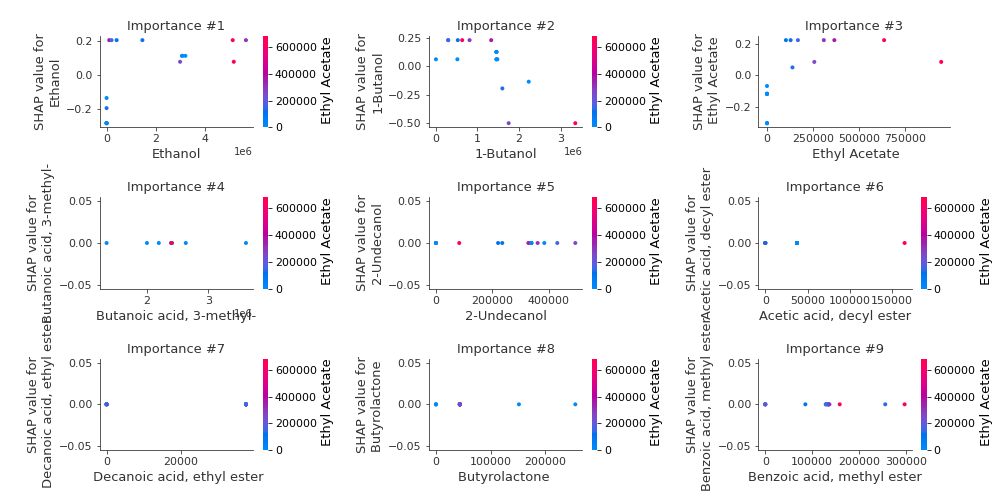 Importance #1
SHAP value for
Ethanol
0.2
0.0
−0.2
0
2
4
1e6
Ethanol
600000
400000
200000
0
Ethyl Acetate
Importance #2
SHAP value for
1-Butanol
0.25
0.00
−0.25
−0.50
0
1
2
3
1e6
1-Butanol
600000
400000
200000
0
Ethyl Acetate
Importance #3
SHAP value for
Ethyl Acetate
0.2
0.0
−0.2
0
250000
500000
750000
Ethyl Acetate
Importance #4
SHAP value for
Butanoic acid, 3-methyl-
0.05
0.00
−0.05
2
3
1e6
Butanoic acid, 3-methyl-
600000
400000
200000
0
Ethyl Acetate
Importance #5
SHAP value for
2-Undecanol
0.05
0.00
−0.05
0
200000
400000
2-Undecanol
600000
400000
200000
0
Ethyl Acetate
Importance #6
SHAP value for
Acetic acid, decyl ester
0.05
0.00
−0.05
0
50000
100000
150000
Acetic acid, decyl ester
600000
400000
200000
0
Ethyl Acetate
Importance #7
SHAP value for
Decanoic acid, ethyl ester
0.05
0.00
−0.05
0
20000
Decanoic acid, ethyl ester
600000
400000
200000
0
Ethyl Acetate
Importance #8
SHAP value for
Butyrolactone
0.05
0.00
−0.05
0
100000
200000
Butyrolactone
600000
400000
200000
0
Ethyl Acetate
Importance #9
SHAP value for
Benzoic acid, methyl ester
0.05
0.00
−0.05
0
100000
200000
300000
Benzoic acid, methyl ester
600000
400000
200000
0
Ethyl Acetate